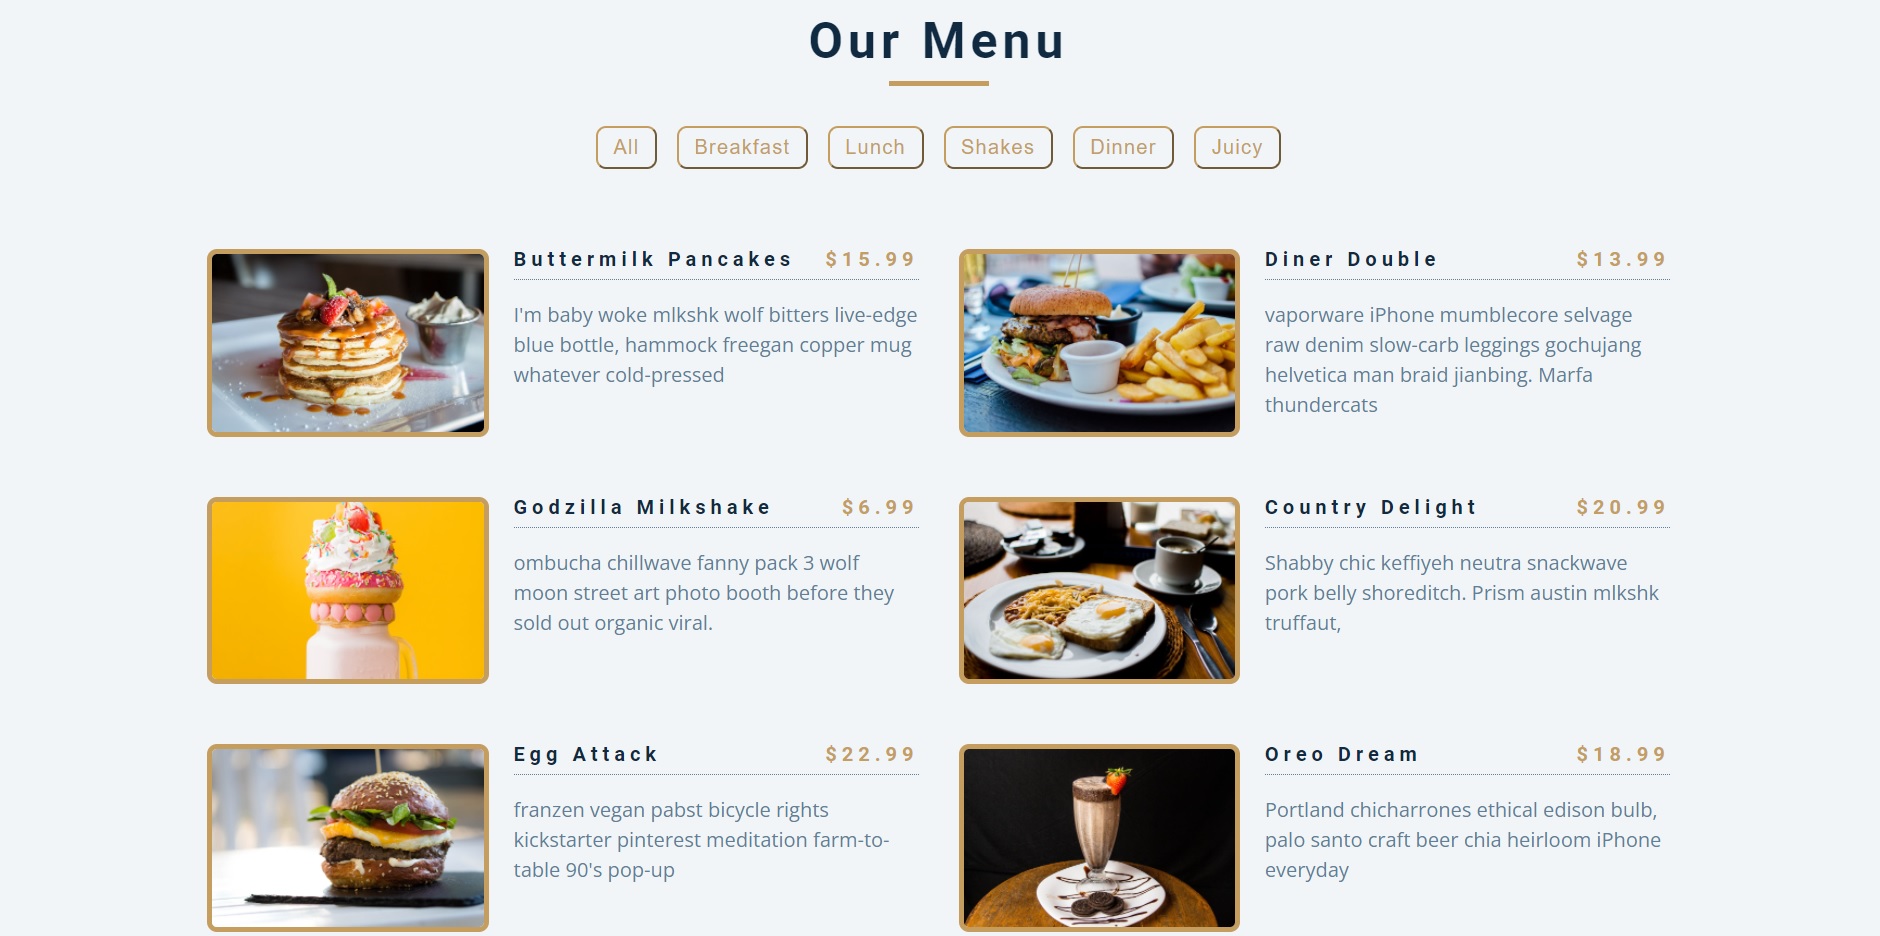 Our Menu
All Breakfast Lunch Shakes Dinner Juicy
Buttermilk Pancakes $15.99
I'm baby woke mlkshk wolf bitters live-edge
blue bottle, hammock freegan copper mug
whatever cold-pressed
Diner Double $13.99
vaporware iPhone mumblecore selvage
raw denim slow-carb leggings gochujang
helvetica man braid jianbing. Marfa
thundercats
Godzilla Milkshake $6.99
ombucha chillwave fanny pack 3 wolf
moon street art photo booth before they
sold out organic viral.
Country Delight $20.99
Shabby chic keffiyeh neutra snackwave
pork belly shoreditch. Prism austin mlkshk
truffaut,
Egg Attack $22.99
franzen vegan pabst bicycle rights
kickstarter pinterest meditation farm-to-
table 90's pop-up
Oreo Dream $18.99
Portland chicharrones ethical edison bulb,
palo santo craft beer chia heirloom iPhone
everyday